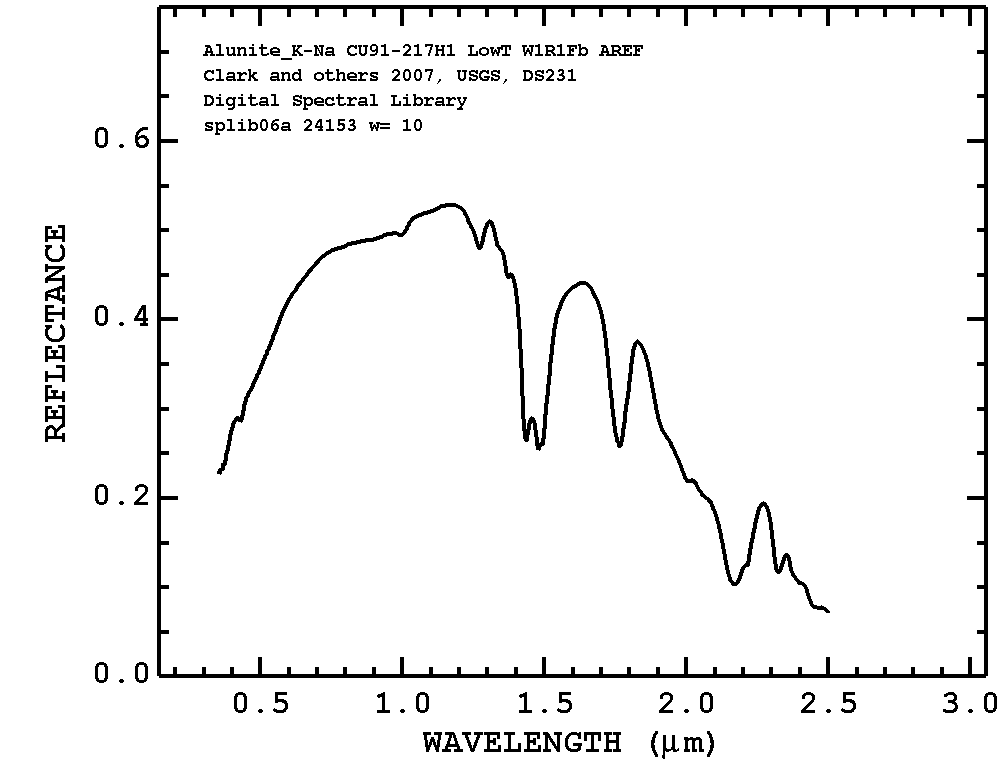 Alunite_K-Na CU91-217H1 LowT W1R1Fb AREF
Clark and others 2007, USGS, DS231
Digital Spectral Library
splib06a 24153 w= 10
0.6
0.4
0.2
0.0
REFLECTANCE
0.5 1.0 1.5 2.0 2.5 3.0
WAVELENGTH (μm)